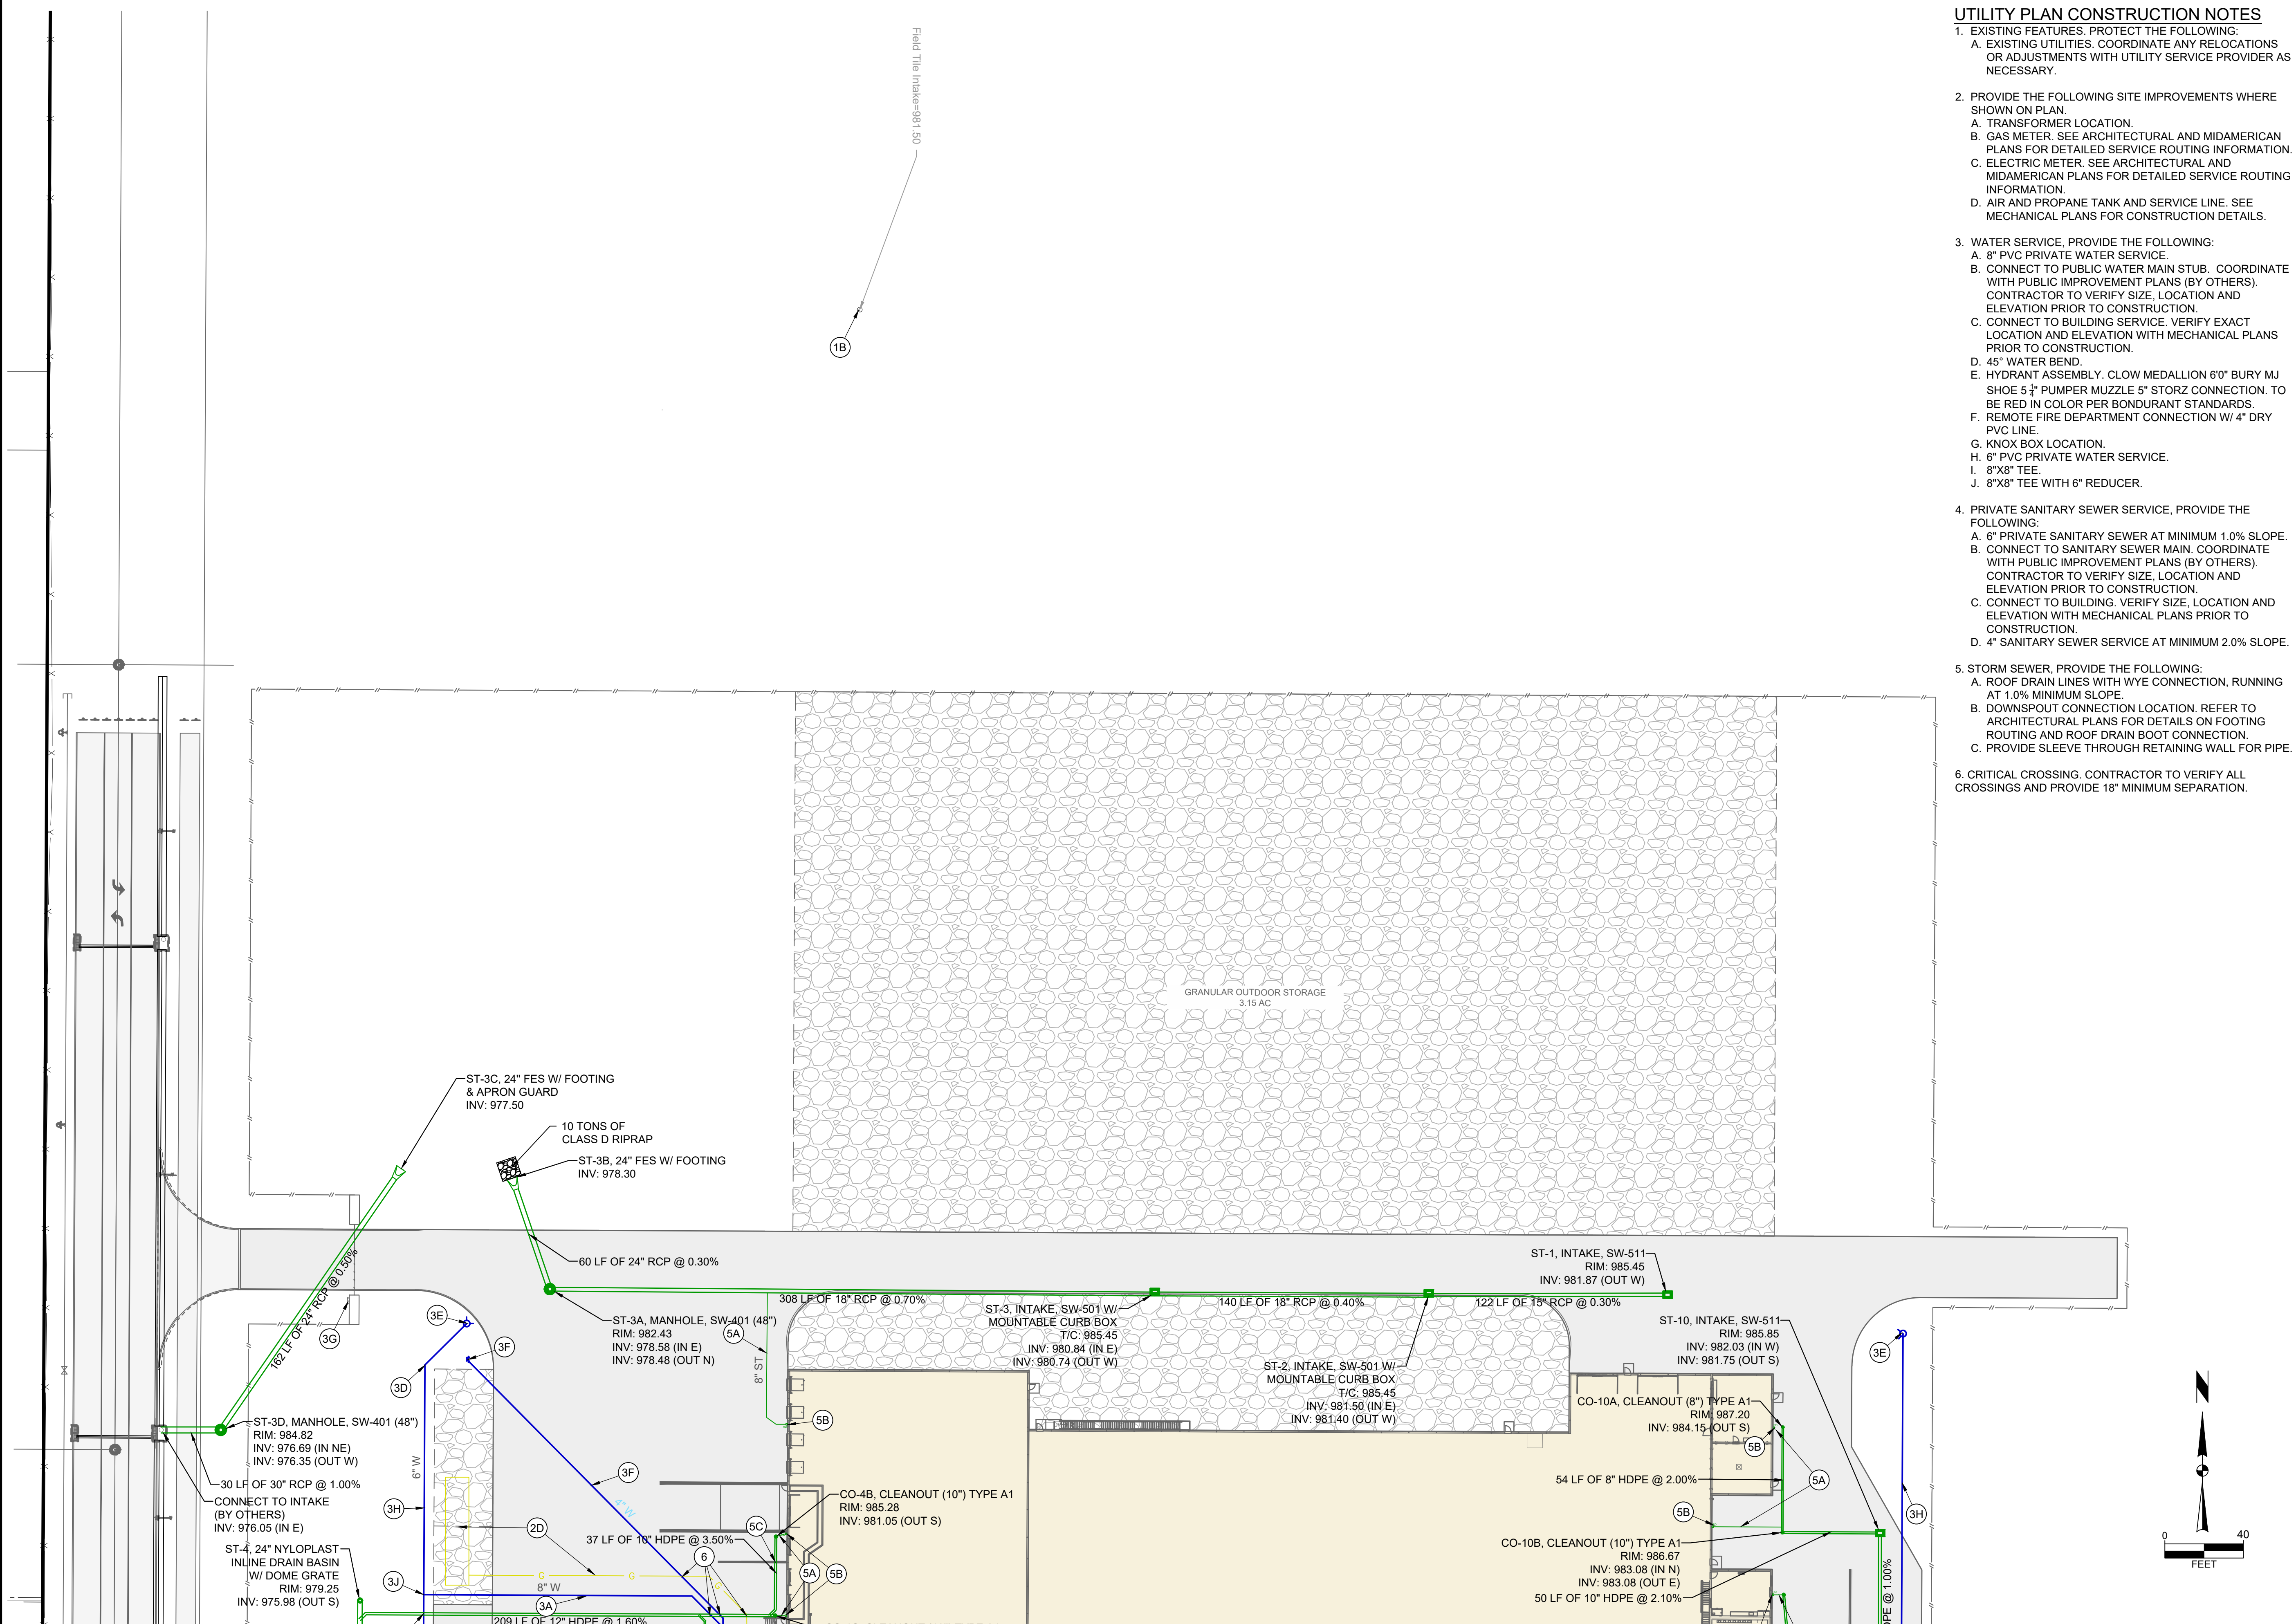 UTILITY PLAN CONSTRUCTION NOTES
1. EXISTING FEATURES. PROTECT THE FOLLOWING:
A. EXISTING UTILITIES. COORDINATE ANY RELOCATIONS
OR ADJUSTMENTS WITH UTILITY SERVICE PROVIDER AS
NECESSARY.
2. PROVIDE THE FOLLOWING SITE IMPROVEMENTS WHERE
SHOWN ON PLAN.
A. TRANSFORMER LOCATION.
B. GAS METER. SEE ARCHITECTURAL AND MIDAMERICAN
PLANS FOR DETAILED SERVICE ROUTING INFORMATION.
C. ELECTRIC METER. SEE ARCHITECTURAL AND
MIDAMERICAN PLANS FOR DETAILED SERVICE ROUTING
INFORMATION.
D. AIR AND PROPANE TANK AND SERVICE LINE. SEE
MECHANICAL PLANS FOR CONSTRUCTION DETAILS.
3. WATER SERVICE, PROVIDE THE FOLLOWING:
A. 8" PVC PRIVATE WATER SERVICE.
B. CONNECT TO PUBLIC WATER MAIN STUB. COORDINATE
WITH PUBLIC IMPROVEMENT PLANS (BY OTHERS).
CONTRACTOR TO VERIFY SIZE, LOCATION AND
ELEVATION PRIOR TO CONSTRUCTION.
C. CONNECT TO BUILDING SERVICE. VERIFY EXACT
LOCATION AND ELEVATION WITH MECHANICAL PLANS
PRIOR TO CONSTRUCTION.
D. 45° WATER BEND.
E. HYDRANT ASSEMBLY. CLOW MEDALLION 6'0" BURY MJ
SHOE 5 1/4" PUMPER MUZZLE 5" STORZ CONNECTION. TO
BE RED IN COLOR PER BONDURANT STANDARDS.
F. REMOTE FIRE DEPARTMENT CONNECTION W/ 4" DRY
PVC LINE.
G. KNOX BOX LOCATION.
H. 6" PVC PRIVATE WATER SERVICE.
I. 8"X8" TEE.
J. 8"X8" TEE WITH 6" REDUCER.
4. PRIVATE SANITARY SEWER SERVICE, PROVIDE THE
FOLLOWING:
A. 6" PRIVATE SANITARY SEWER AT MINIMUM 1.0% SLOPE.
B. CONNECT TO SANITARY SEWER MAIN. COORDINATE
WITH PUBLIC IMPROVEMENT PLANS (BY OTHERS).
CONTRACTOR TO VERIFY SIZE, LOCATION AND
ELEVATION PRIOR TO CONSTRUCTION.
C. CONNECT TO BUILDING. VERIFY SIZE, LOCATION AND
ELEVATION WITH MECHANICAL PLANS PRIOR TO
CONSTRUCTION.
D. 4" SANITARY SEWER SERVICE AT MINIMUM 2.0% SLOPE.
5. STORM SEWER, PROVIDE THE FOLLOWING:
A. ROOF DRAIN LINES WITH WYE CONNECTION, RUNNING
AT 1.0% MINIMUM SLOPE.
B. DOWNSPOUT CONNECTION LOCATION. REFER TO
ARCHITECTURAL PLANS FOR DETAILS ON FOOTING
ROUTING AND ROOF DRAIN BOOT CONNECTION.
C. PROVIDE SLEEVE THROUGH RETAINING WALL FOR PIPE.
6. CRITICAL CROSSING. CONTRACTOR TO VERIFY ALL
CROSSINGS AND PROVIDE 18" MINIMUM SEPARATION.
Field Tile Intake=981.50
1B
GRANULAR OUTDOOR STORAGE
3.15 AC
ST-3C, 24" FES W/ FOOTING
& APRON GUARD
INV: 977.50
10 TONS OF
CLASS D RIPRAP
ST-3B, 24" FES W/ FOOTING
INV: 978.30
60 LF OF 24" RCP @ 0.30%
162 LF OF 24" RCP @ 0.50%
3G
3E
3F
3D
ST-3A, MANHOLE, SW-401 (48")
RIM: 982.43
INV: 978.58 (IN E)
INV: 978.48 (OUT N)
5A
8" ST
308 LF OF 18" RCP @ 0.70%
ST-3, INTAKE, SW-501 W/
MOUNTABLE CURB BOX
T/C: 985.45
INV: 980.84 (IN E)
INV: 980.74 (OUT W)
140 LF OF 18" RCP @ 0.40%
ST-2, INTAKE, SW-501 W/
MOUNTABLE CURB BOX
T/C: 985.45
INV: 981.50 (IN E)
INV: 981.40 (OUT W)
ST-1, INTAKE, SW-511
RIM: 985.45
INV: 981.87 (OUT W)
122 LF OF 15" RCP @ 0.30%
ST-10, INTAKE, SW-511
RIM: 985.85
INV: 982.03 (IN W)
INV: 981.75 (OUT S)
3E
CO-10A, CLEANOUT (8") TYPE A1
RIM: 987.20
INV: 984.15 (OUT S)
5B
5A
54 LF OF 8" HDPE @ 2.00%
5B
3H
CO-10B, CLEANOUT (10") TYPE A1
RIM: 986.67
INV: 983.08 (IN N)
INV: 983.08 (OUT E)
50 LF OF 10" HDPE @ 2.10%
PE @ 1.00%
ST-3D, MANHOLE, SW-401 (48")
RIM: 984.82
INV: 976.69 (IN NE)
INV: 976.35 (OUT W)
30 LF OF 30" RCP @ 1.00%
CONNECT TO INTAKE
(BY OTHERS)
INV: 976.05 (IN E)
ST-4, 24" NYLOPLAST
INLINE DRAIN BASIN
W/ DOME GRATE
RIM: 979.25
INV: 975.98 (OUT S)
6" W
3H
3J
2D
3F
4" W
5B
CO-4B, CLEANOUT (10") TYPE A1
RIM: 985.28
INV: 981.05 (OUT S)
5C
37 LF OF 10" HDPE @ 3.50%
6
5A
5B
G
G
G
8" W
3A
209 LF OF 12" HDPE @ 1.60%
N
0
40
FEET